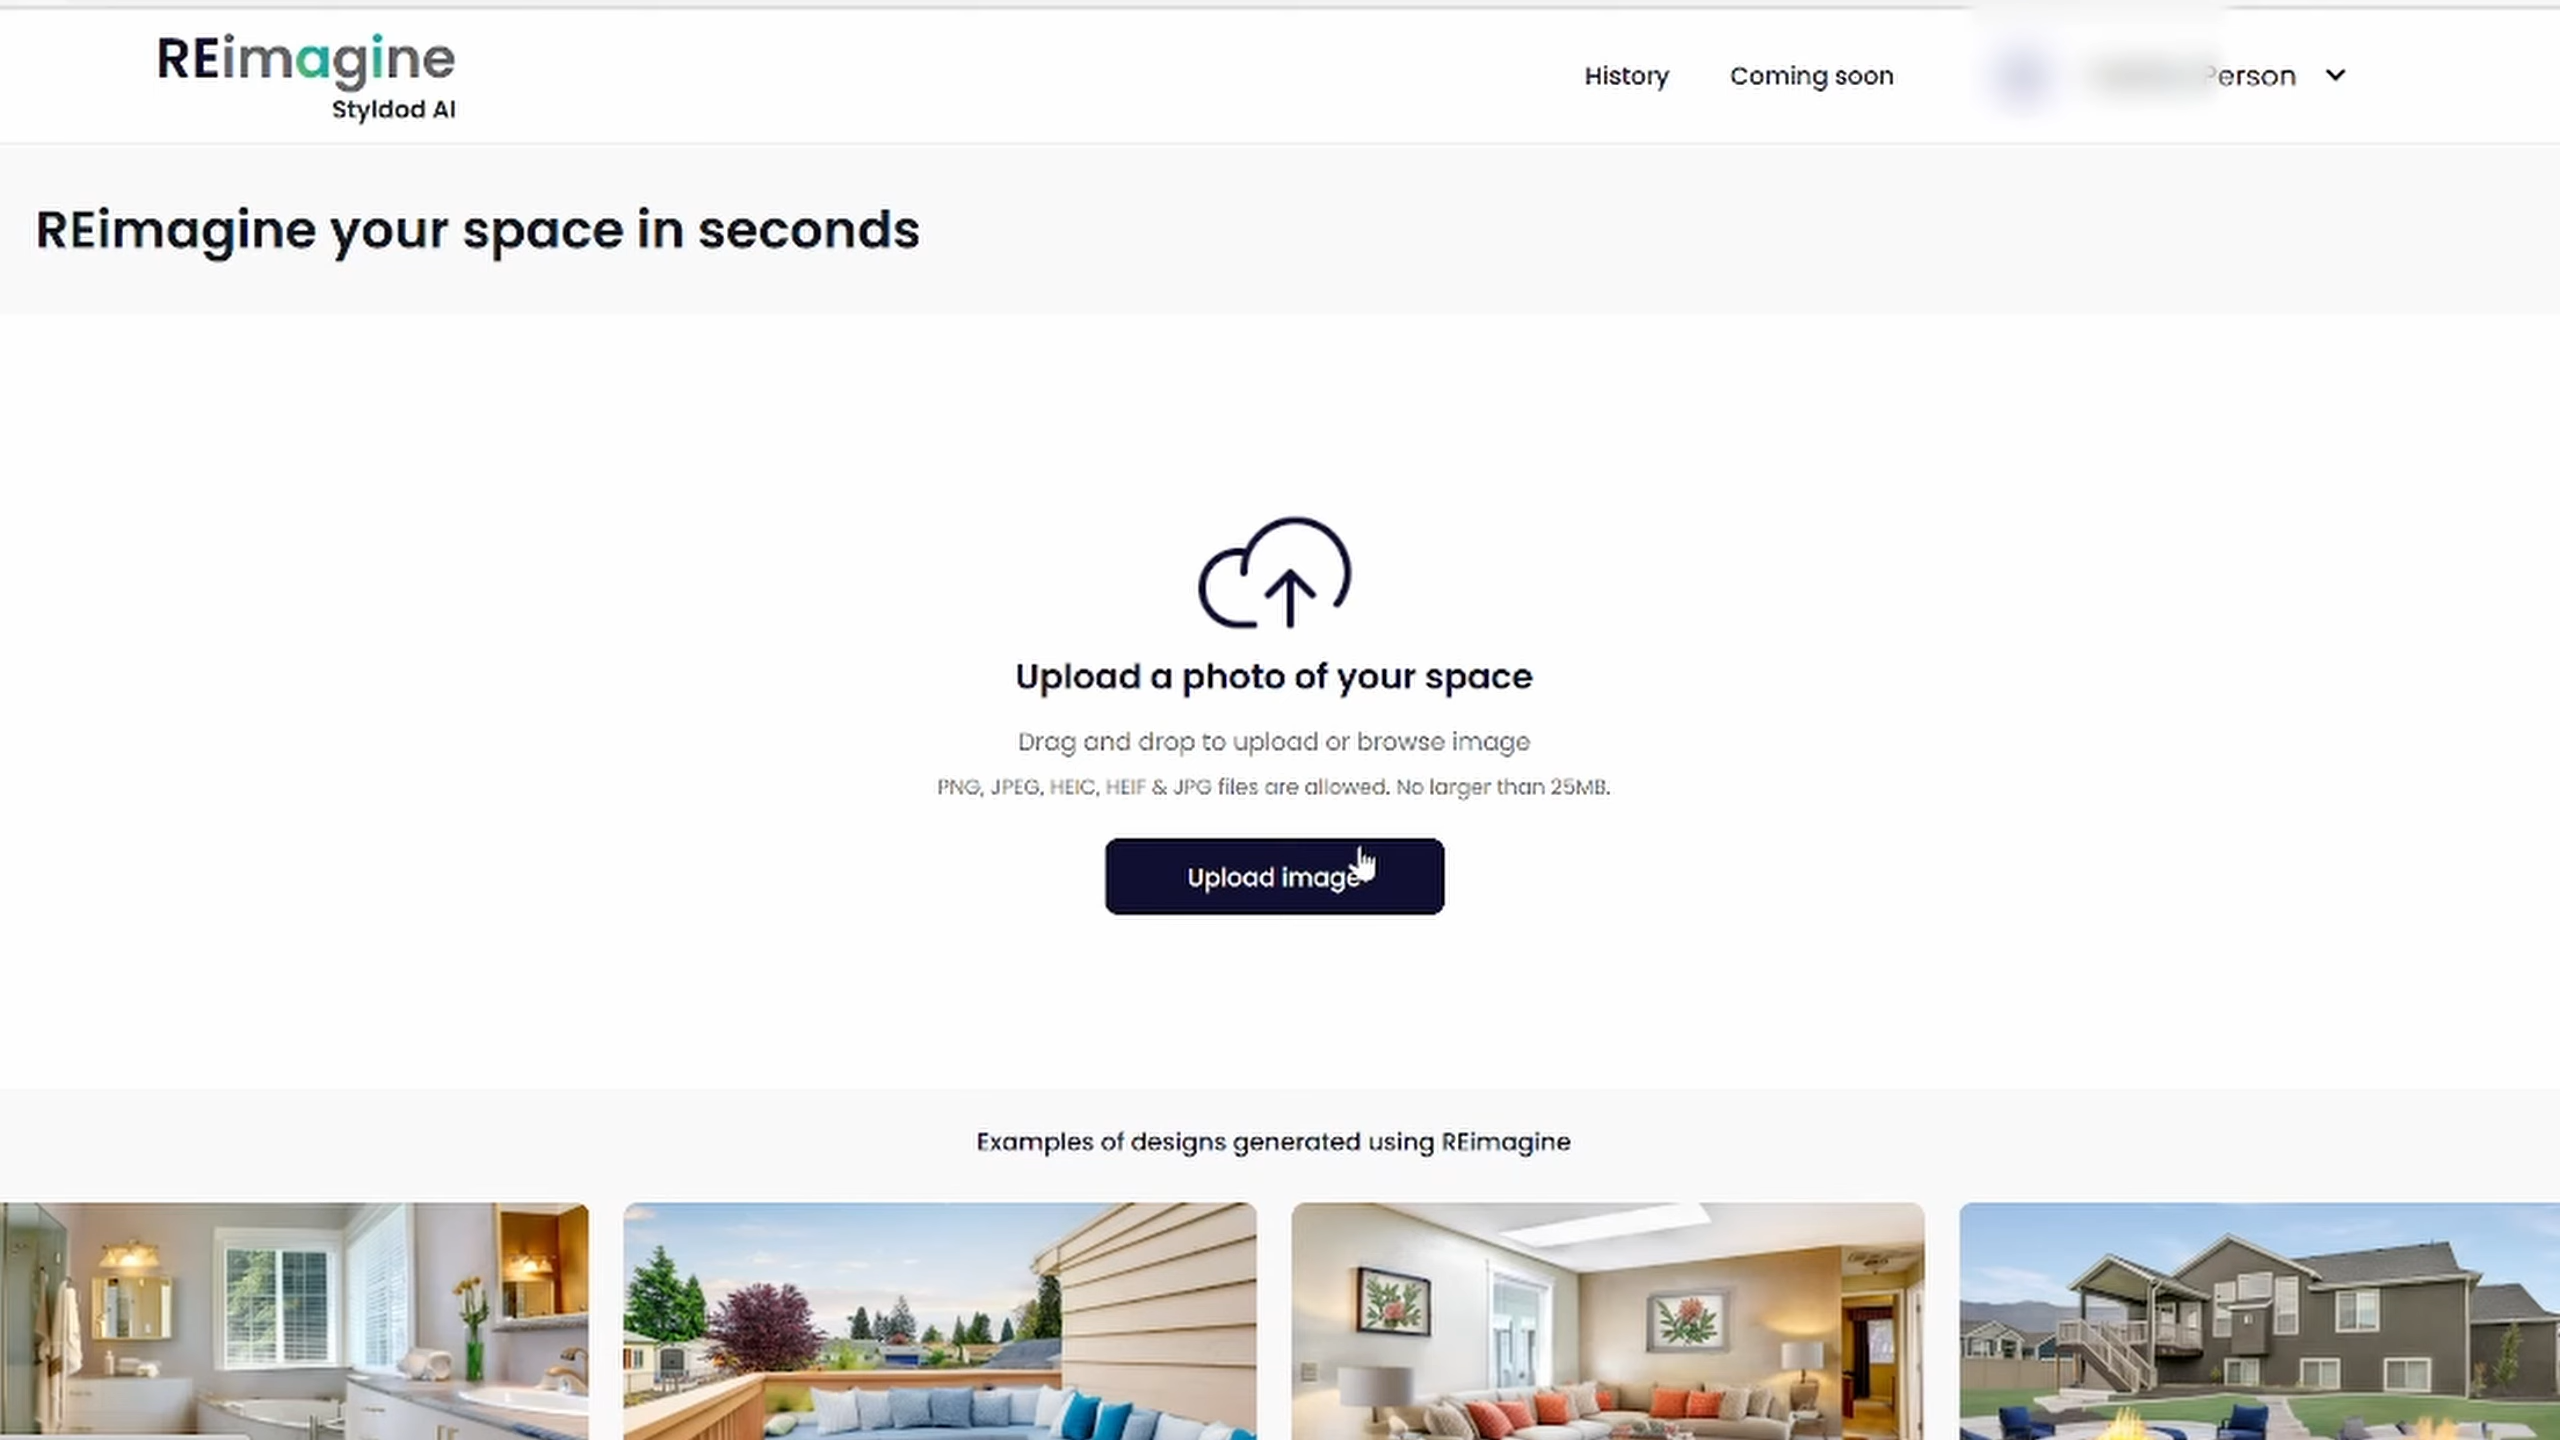 REimagine
Styldod AI
History
Coming soon
Person
REimagine your space in seconds
Upload a photo of your space
Drag and drop to upload or browse image
PNG, JPEG, HEIC, HEIF & JPG files are allowed. No larger than 25MB.
Upload image
Examples of designs generated using REimagine